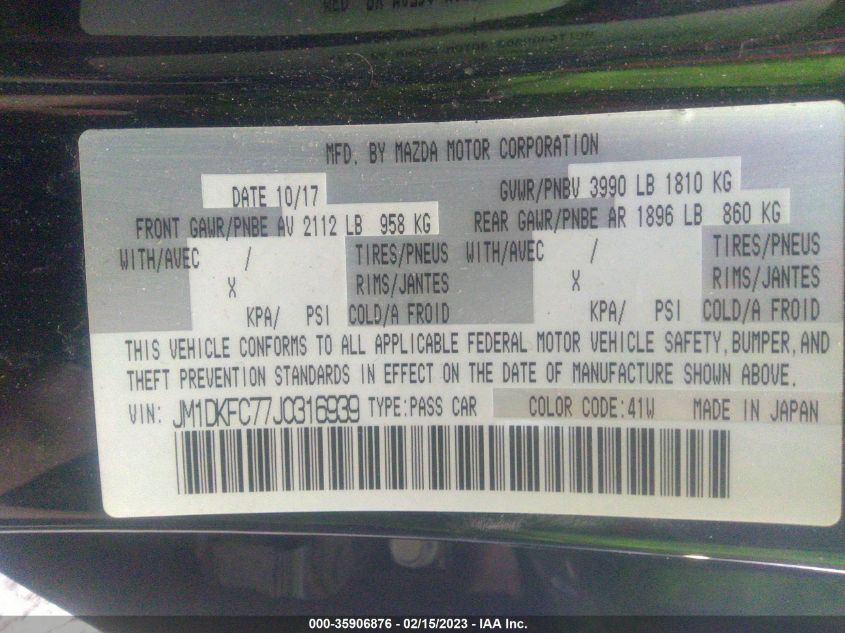 MFD. BY MAZDA MOTOR CORPORATION
DATE 10/17 GVWR/PNBV 3990 LB 1810 KG
FRONT GAWR/PNBE AV 2112 LB 958 KG REAR GAWR/PNBE AR 1896 LB 860 KG
WITH/AVEC / TIRES/PNEUS WITH/AVEC / TIRES/PNEUS
X RIMS/JANTES X RIMS/JANTES
KPA/ PSI COLD/A FROID KPA/ PSI COLD/A FROID
THIS VEHICLE CONFORMS TO ALL APPLICABLE FEDERAL MOTOR VEHICLE SAFETY, BUMPER, AND
THEFT PREVENTION STANDARDS IN EFFECT ON THE DATE OF MANUFACTURE SHOWN ABOVE.
VIN: JM1DKFC77J0316939 TYPE:PASS CAR COLOR CODE:41W MADE IN JAPAN
000-35906876 - 02/15/2023 - IAA Inc.